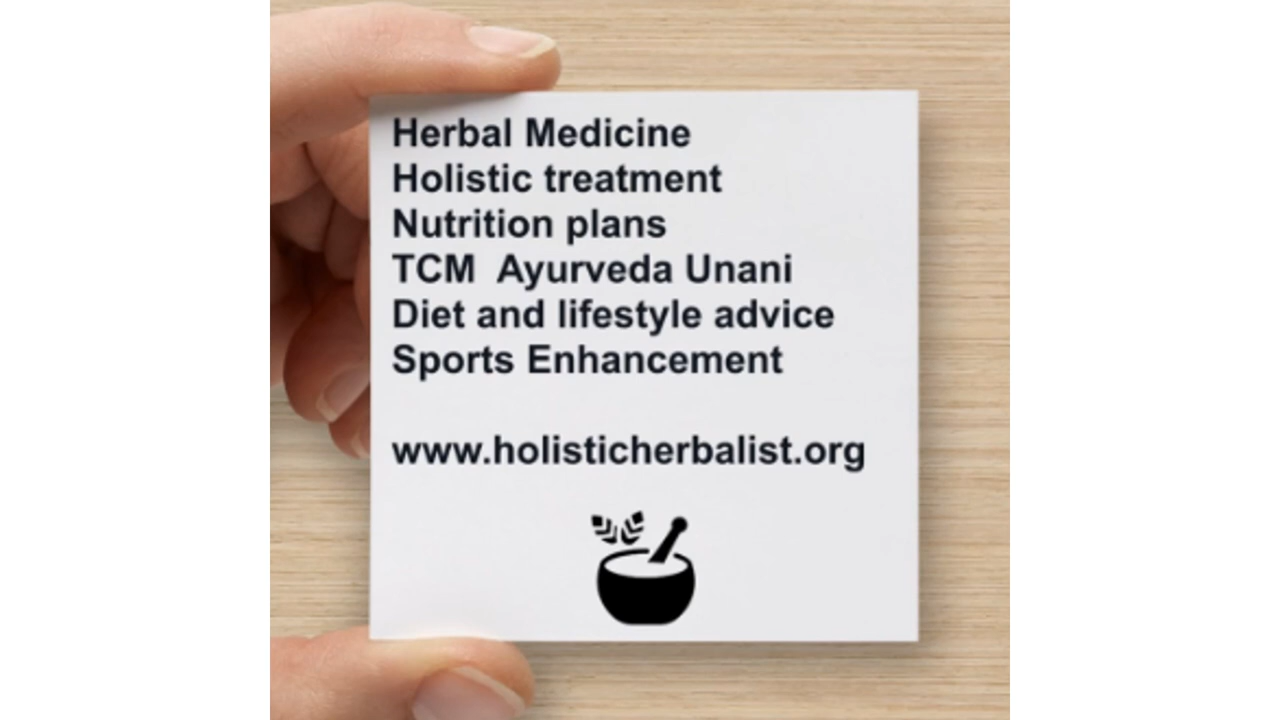 Herbal Medicine
Holistic treatment
Nutrition plans
TCM  Ayurveda Unani
Diet and lifestyle advice
Sports Enhancement
www.holisticherbalist.org